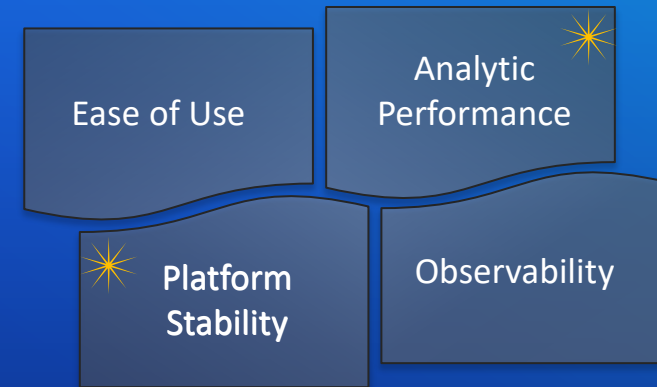 Ease of Use
Analytic
Performance
Platform
Stability
Observability